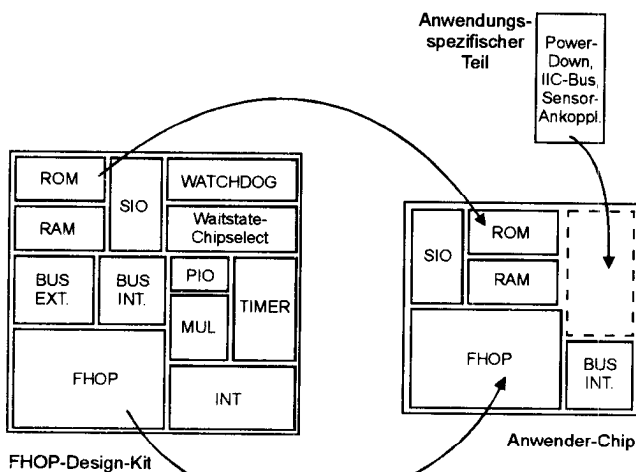 Anwendungs-
spezifischer
Teil
Power-
Down,
IIC-Bus,
Sensor-
Ankoppl.
ROM
SIO
WATCHDOG
RAM
Waitstate-
Chipselect
BUS
EXT.
BUS
INT.
PIO
TIMER
MUL
FHOP
INT
FHOP-Design-Kit
SIO
ROM
RAM
FHOP
BUS
INT.
Anwender-Chip